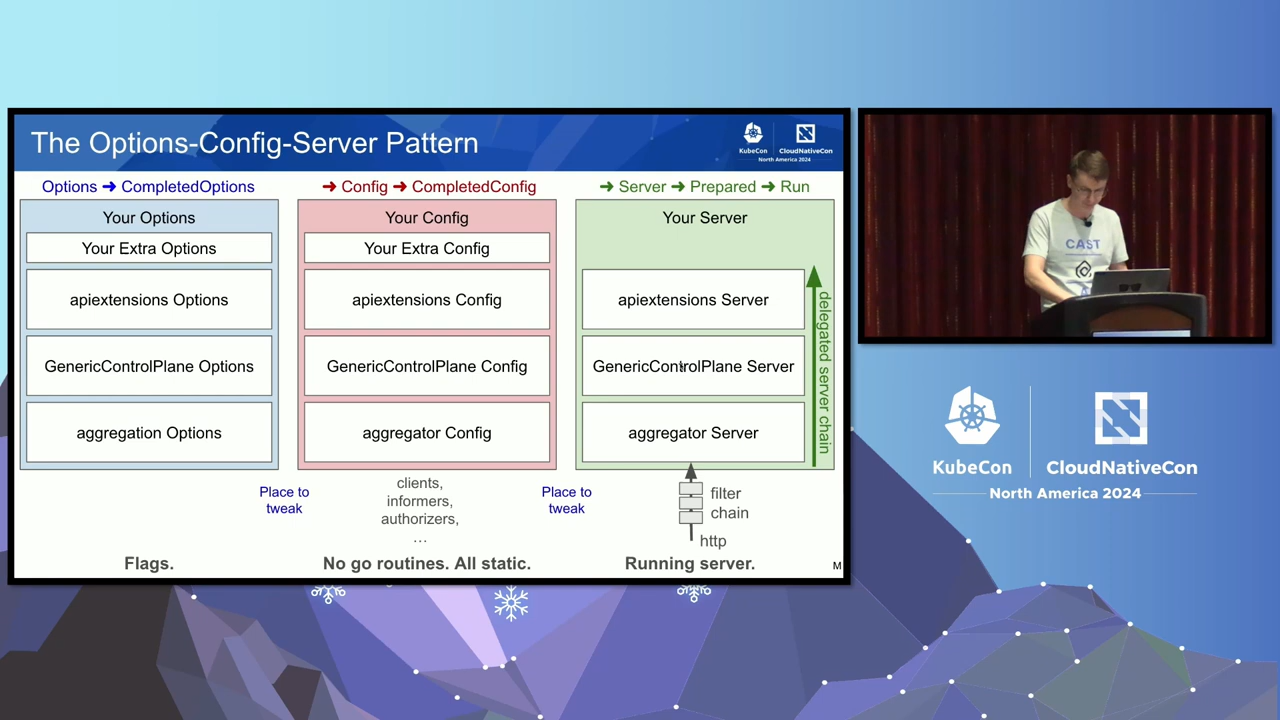 The Options-Config-Server Pattern
KubeCon
CloudNativeCon
North America 2024
Options ➜ CompletedOptions
➜ Config ➜ CompletedConfig
➜ Server ➜ Prepared ➜ Run
Your Options
Your Extra Options
apiextensions Options
GenericControlPlane Options
aggregation Options
Your Config
Your Extra Config
apiextensions Config
GenericControlPlane Config
aggregator Config
Your Server
apiextensions Server
GenericControlPlane Server
aggregator Server
delegated server chain
Place to
tweak
clients,
informers,
authorizers,
...
Place to
tweak
filter
chain
http
Flags.
No go routines. All static.
Running server.
M
CAST
KubeCon
CloudNativeCon
North America 2024